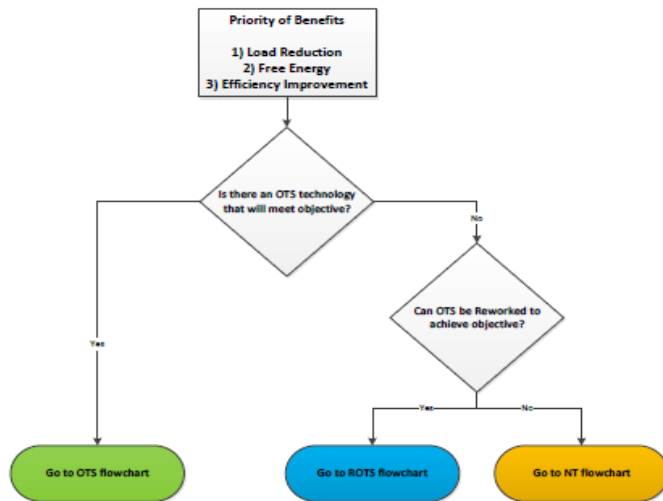 Priority of Benefits
1) Load Reduction
2) Free Energy
3) Efficiency Improvement
Is there an OTS technology
that will meet objective?
No
Can OTS be Reworked to
achieve objective?
Yes
Yes
No
Go to OTS flowchart
Go to ROTS flowchart
Go to NT flowchart